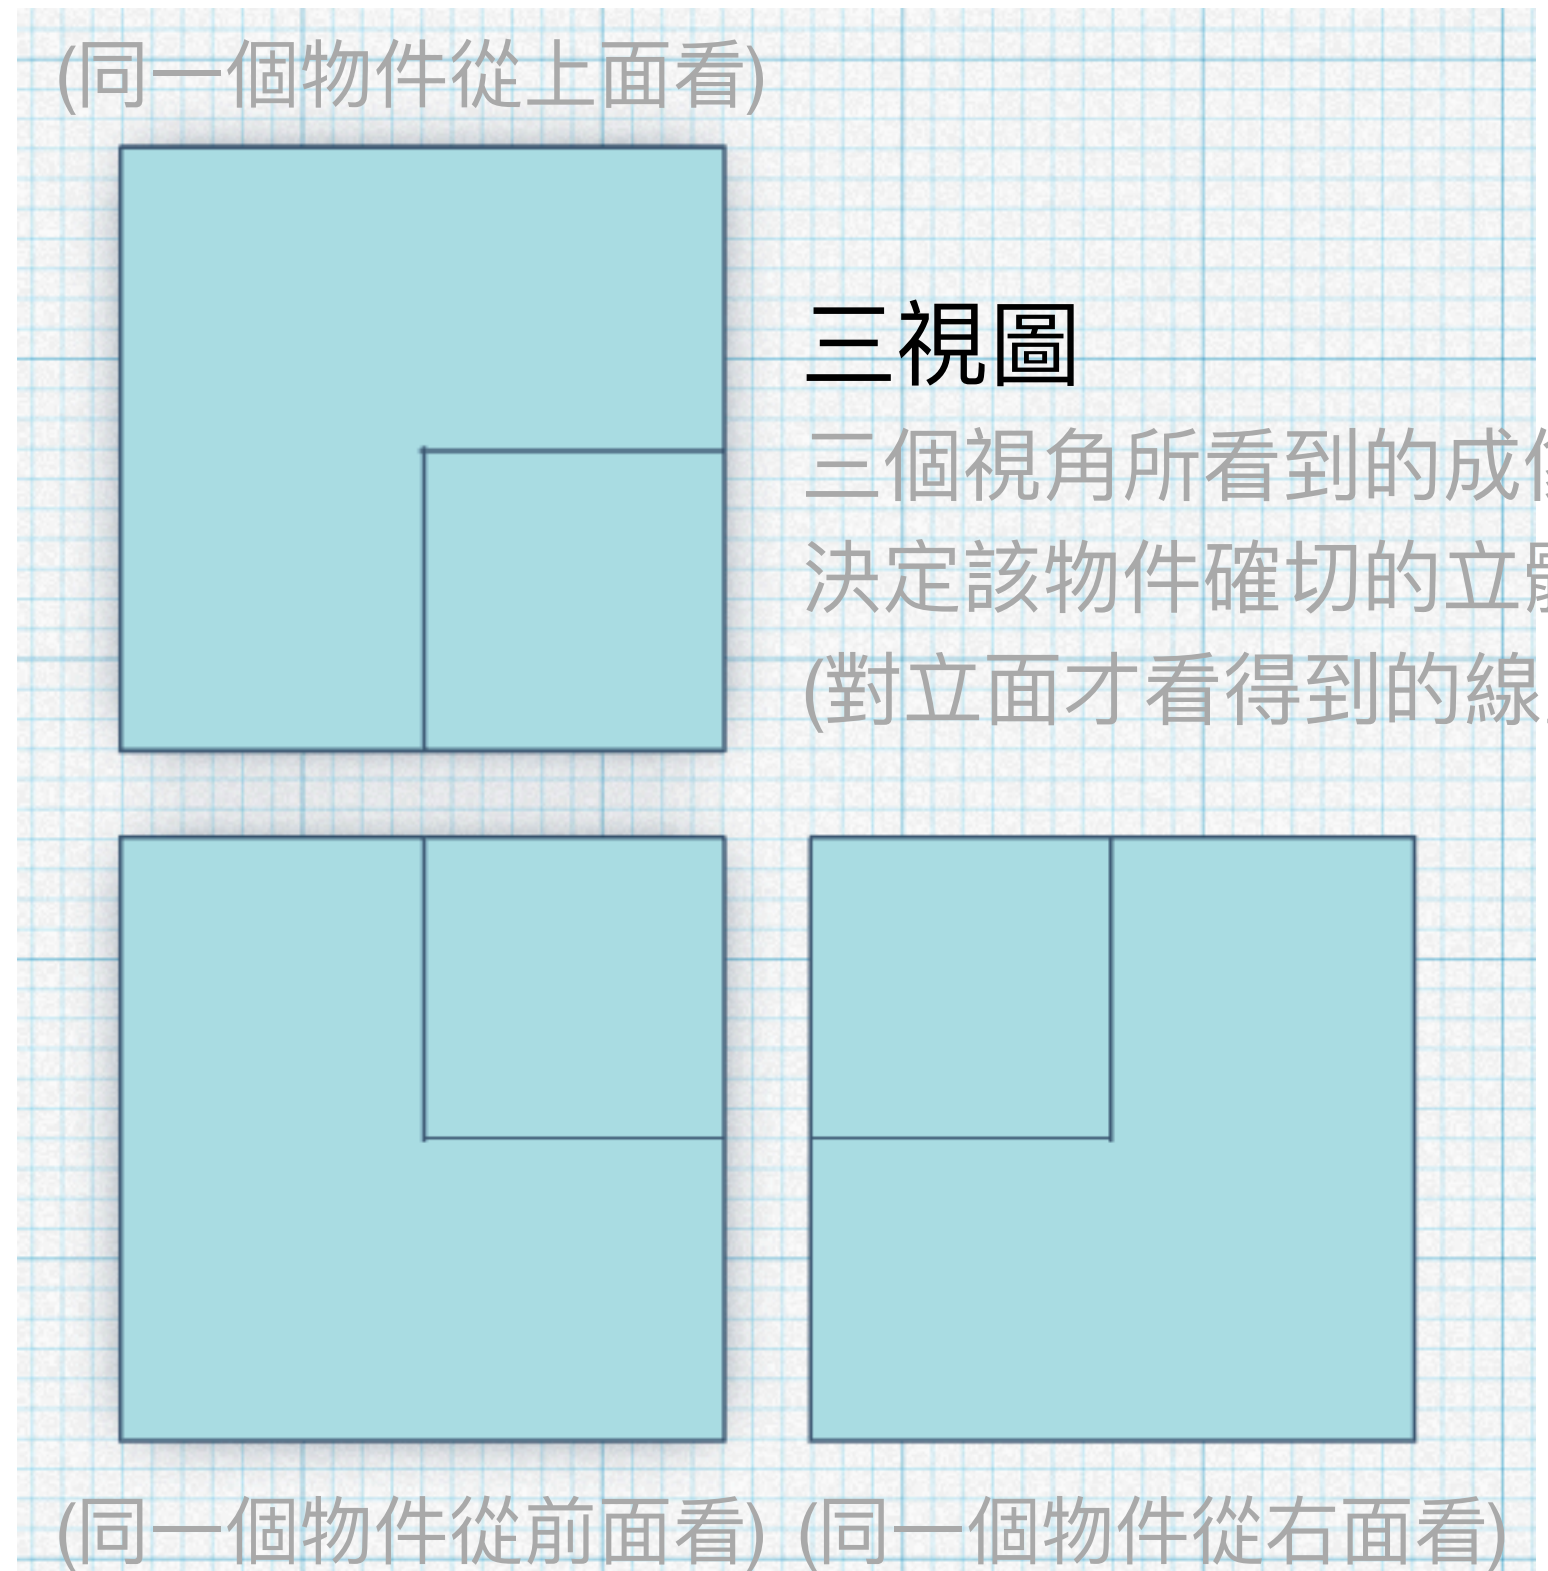 (同一個物件從上面看)
三視圖
三個視角所看到的成
決定該物件確切的立
(對立面才看得到的線
(同一個物件從前面看) (同一個物件從右面看)